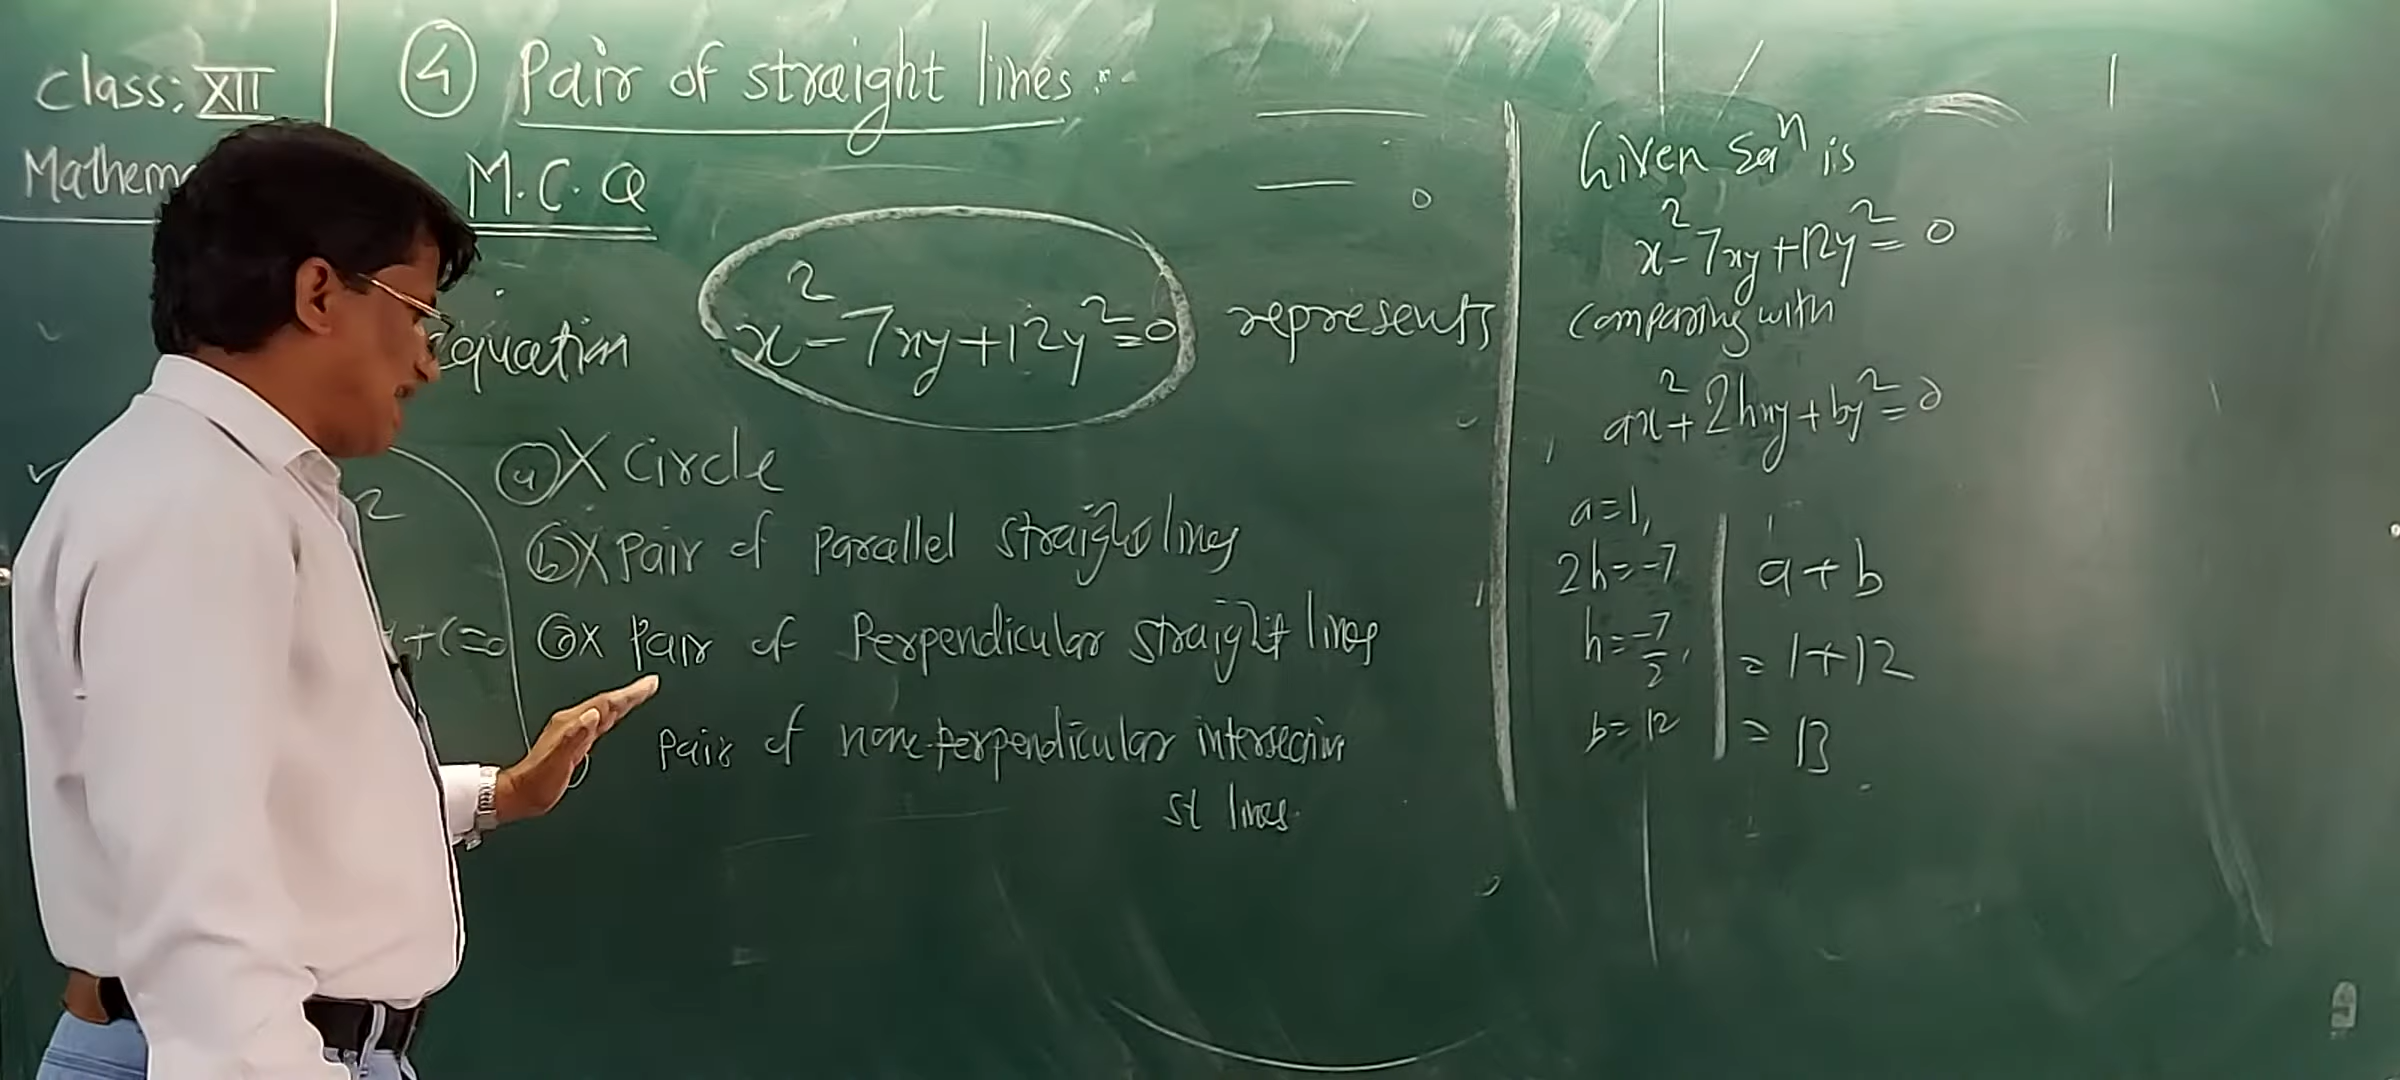 Class: XII
Mathem
④ Pair of straight lines :-
M.C.Q
equation x² - 7xy + 12y² = 0 represents
ⓐ X Circle
ⓑ X Pair of parallel straight lines
ⓒ X Pair of Perpendicular straight lines
Pair of non-perpendicular intersecting
st lines.
2
+c=0
Given Eqn is
x² - 7xy + 12y² = 0
comparing with
ax² + 2hxy + by² = 0
a = 1,
2h = -7
h = -7/2,
b = 12
a + b
= 1 + 12
= 13